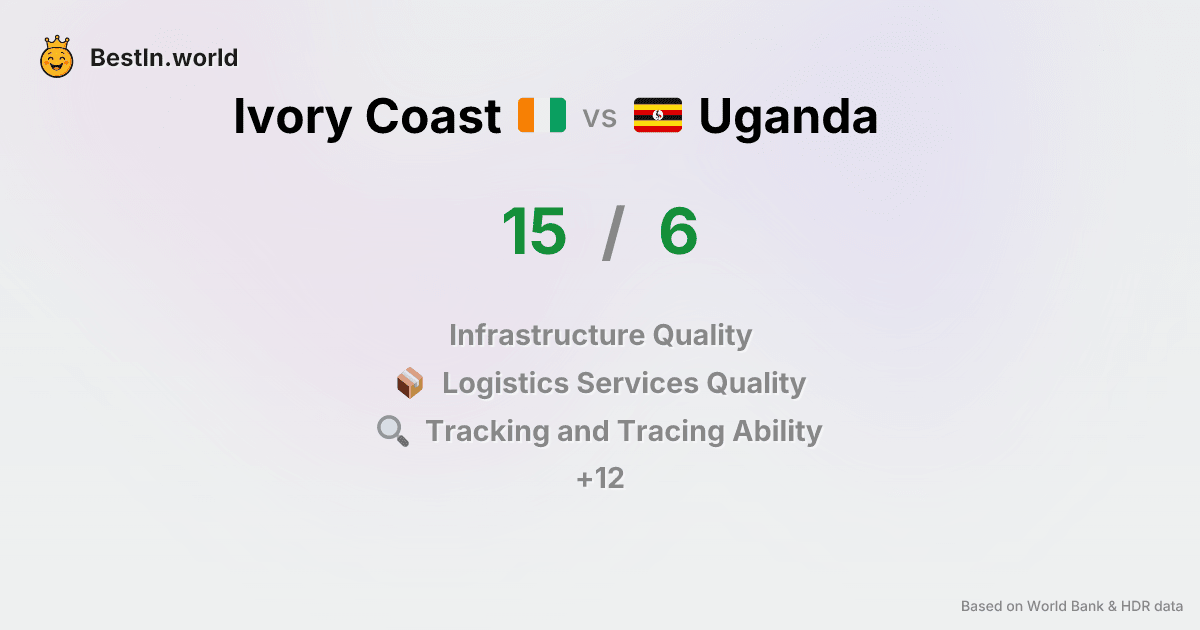 BestIn.world
Ivory Coast vs Uganda
15 / 6
Infrastructure Quality
Logistics Services Quality
Tracking and Tracing Ability
+12
Based on World Bank & HDR data